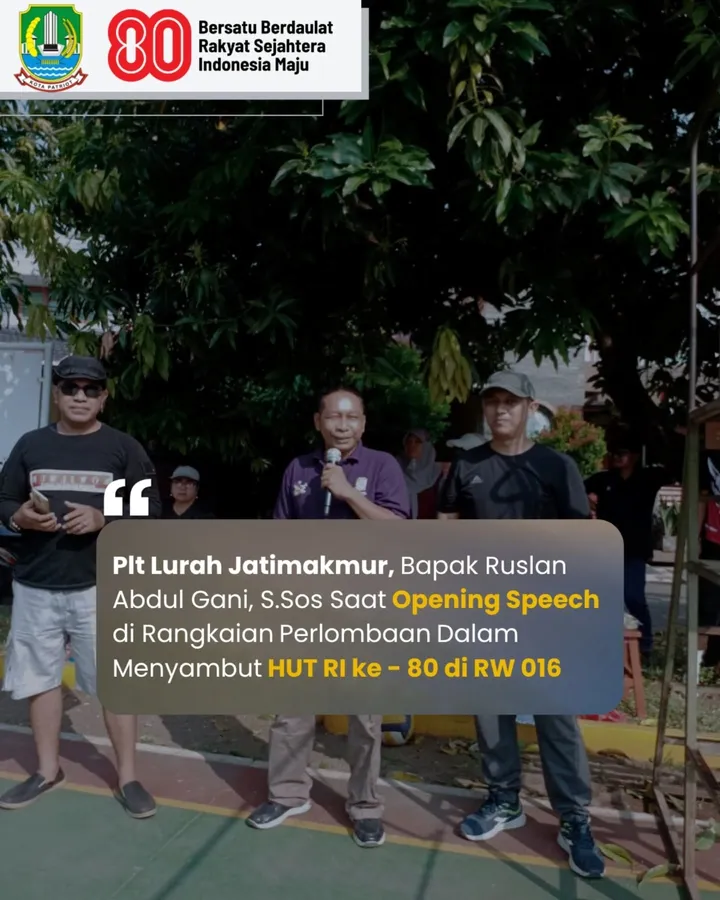 KOTA PATRIOT
80
Bersatu Berdaulat
Rakyat Sejahtera
Indonesia Maju
“
Plt Lurah Jatimakmur, Bapak Ruslan
Abdul Gani, S.Sos Saat Opening Speech
di Rangkaian Perlombaan Dalam
Menyambut HUT RI ke - 80 di RW 016